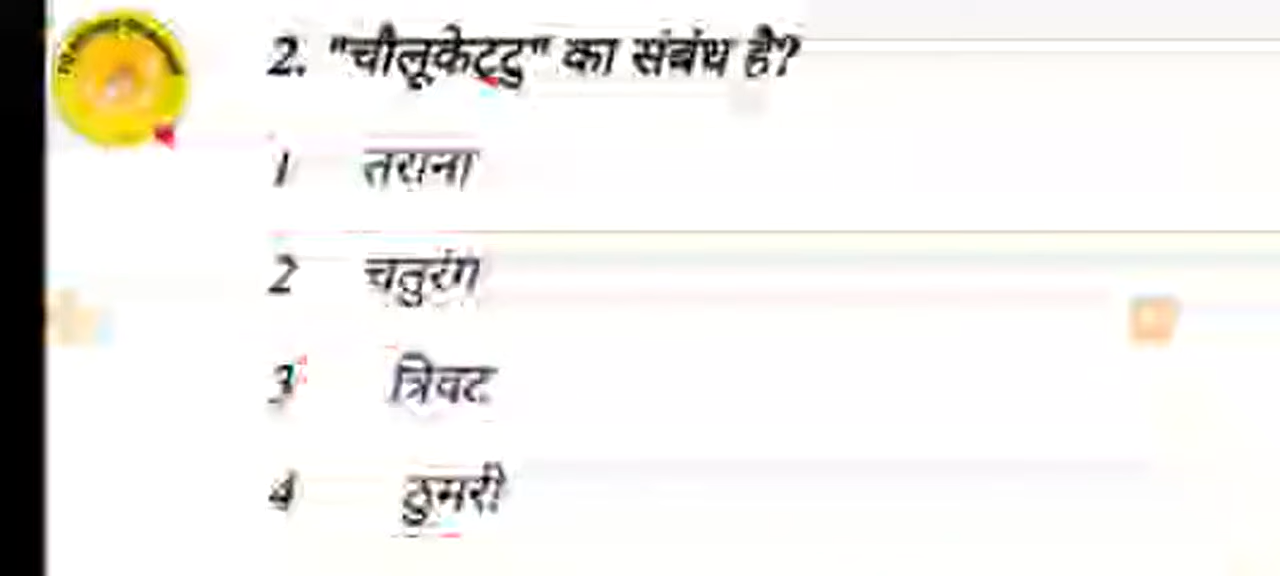 2. "चौलूकेट्टु" का संबंध है?
1 तराना
2 चतुरंग
3 त्रिवट
4 ठुमरी